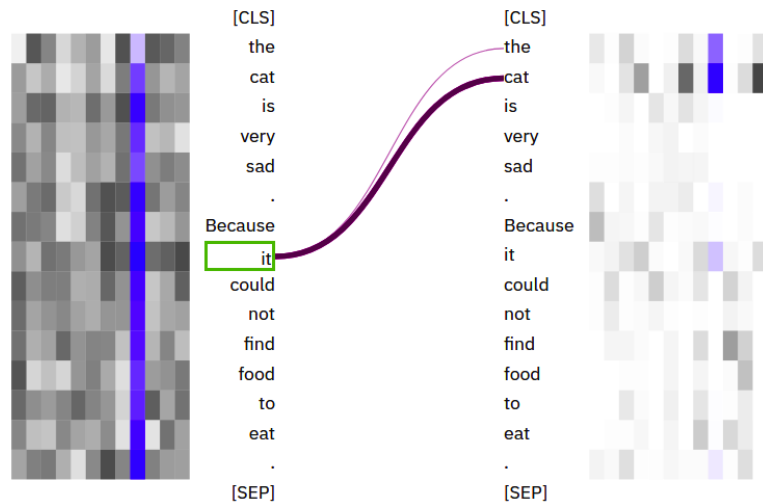 [CLS] [CLS]
the the
cat cat
is is
very very
sad sad
. .
Because Because
it it
could could
not not
find find
food food
to to
eat eat
. .
[SEP] [SEP]